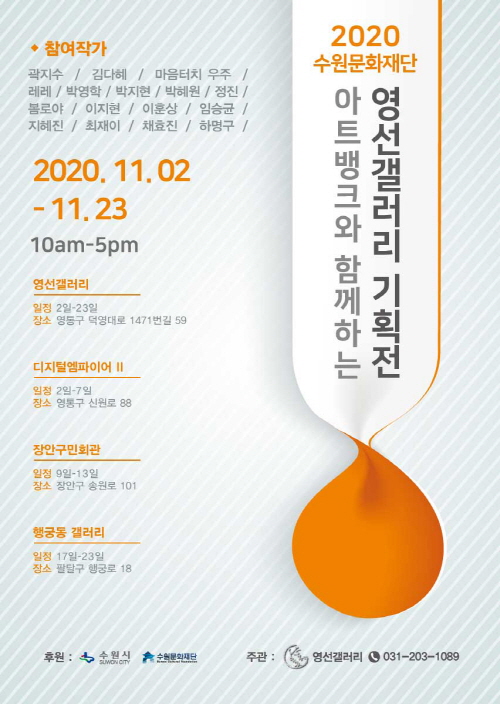 ◆ 참여작가
곽지수 / 김다혜 / 마음터치 우주 /
레레 / 박영학 / 박지현 / 박혜원 / 정진 /
봄로야 / 이지현 / 이훈상 / 임승균 /
지혜진 / 최재이 / 채효진 / 하명구 /
2020. 11. 02
- 11. 23
10am-5pm
영선갤러리
일정 2일-23일
장소 영통구 덕영대로 1471번길 59
디지털엠파이어 II
일정 2일-7일
장소 영통구 신원로 88
장안구민회관
일정 9일-13일
장소 장안구 송원로 101
행궁동 갤러리
일정 17일-23일
장소 팔달구 행궁로 18
2020
수원문화재단
영선갤러리 기획전
아트뱅크와 함께하는
후원 : 수원시 SUWON CITY 수원문화재단
주관 : 영선갤러리 031-203-1089